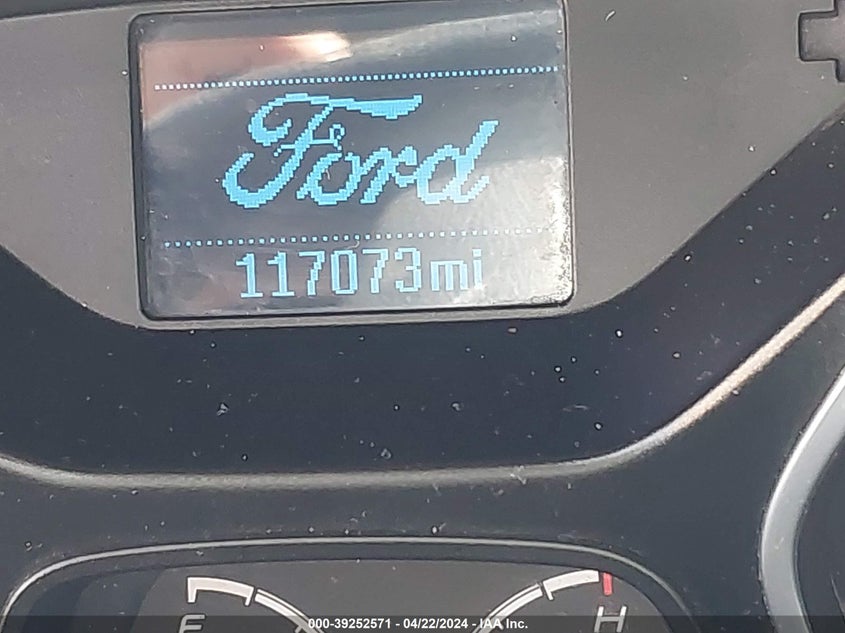 Ford
117073mi
F H
000-39252571 - 04/22/2024 - IAA Inc.